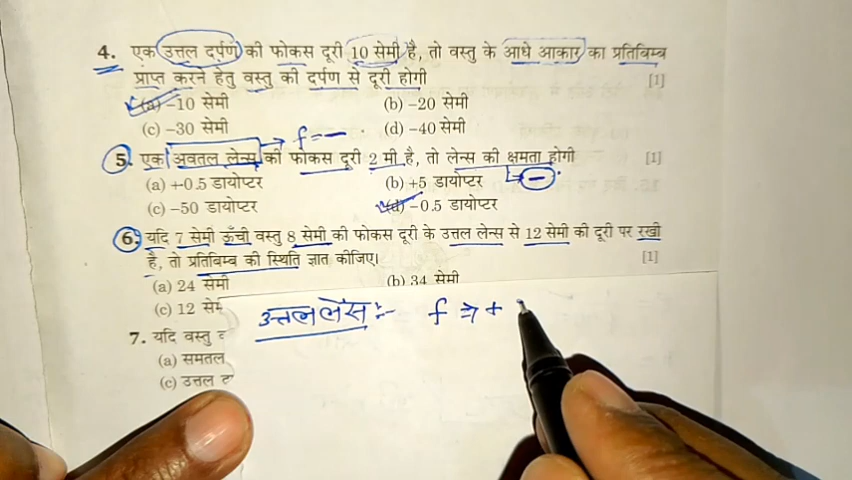 4. एक उत्तल दर्पण की फोकस दूरी 10 सेमी है, तो वस्तु के आधे आकार का प्रतिबिम्ब
प्राप्त करने हेतु वस्तु की दर्पण से दूरी होगी [1]
(a) -10 सेमी (b) -20 सेमी
(c) -30 सेमी (d) -40 सेमी
f = -
5. एक अवतल लेन्स की फोकस दूरी 2 मी है, तो लेन्स की क्षमता होगी [1]
(a) +0.5 डायोप्टर (b) +5 डायोप्टर -
(c) -50 डायोप्टर (d) -0.5 डायोप्टर
6. यदि 7 सेमी ऊँची वस्तु 8 सेमी की फोकस दूरी के उत्तल लेन्स से 12 सेमी की दूरी पर रखी
है, तो प्रतिबिम्ब की स्थिति ज्ञात कीजिए। [1]
(a) 24 सेमी (b) 34 सेमी
(c) 12
उत्तल लेंस :- f ⇒ +
7. यदि वस्तु
(a) समतल
(c) उत्तल